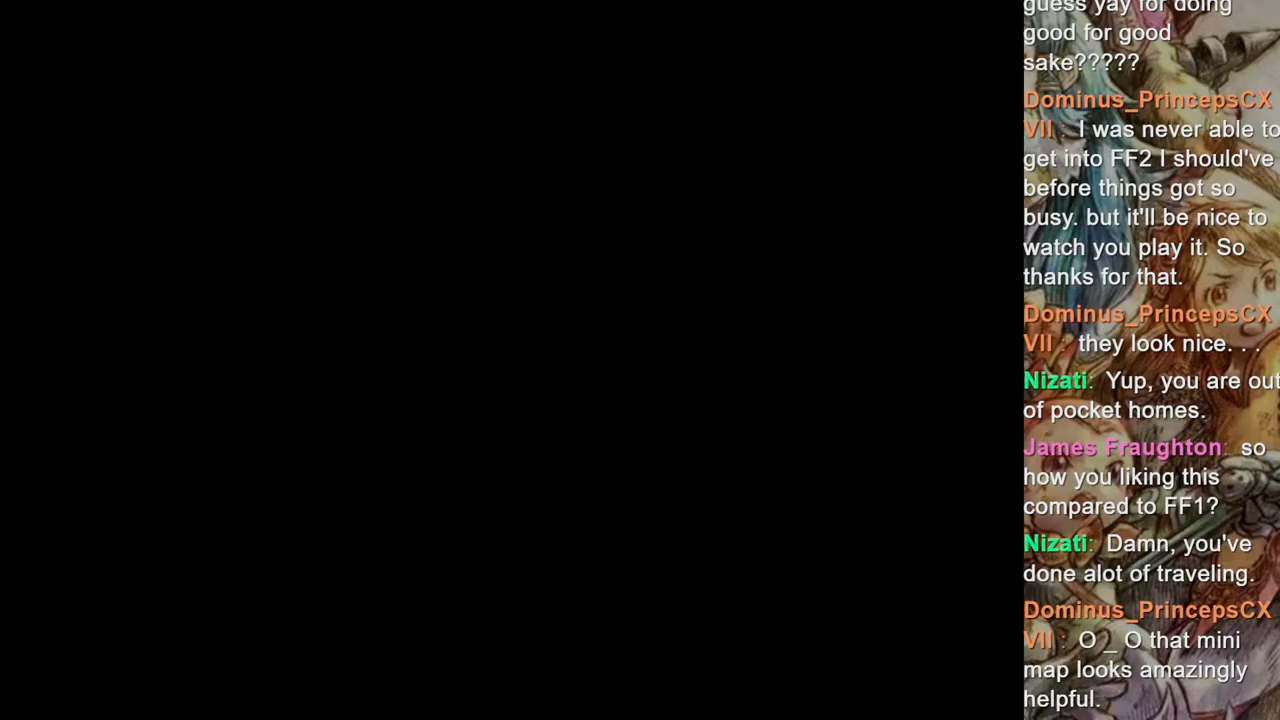 guess yay for doing
good for good
sake?????
Dominus_PrincepsCX
VII : I was never able to
get into FF2 I should've
before things got so
busy. but it'll be nice to
watch you play it. So
thanks for that.
Dominus_PrincepsCX
VII : they look nice. . .
Nizati: Yup, you are out
of pocket homes.
James Fraughton: so
how you liking this
compared to FF1?
Nizati: Damn, you've
done alot of traveling.
Dominus_PrincepsCX
VII : O _ O that mini
map looks amazingly
helpful.